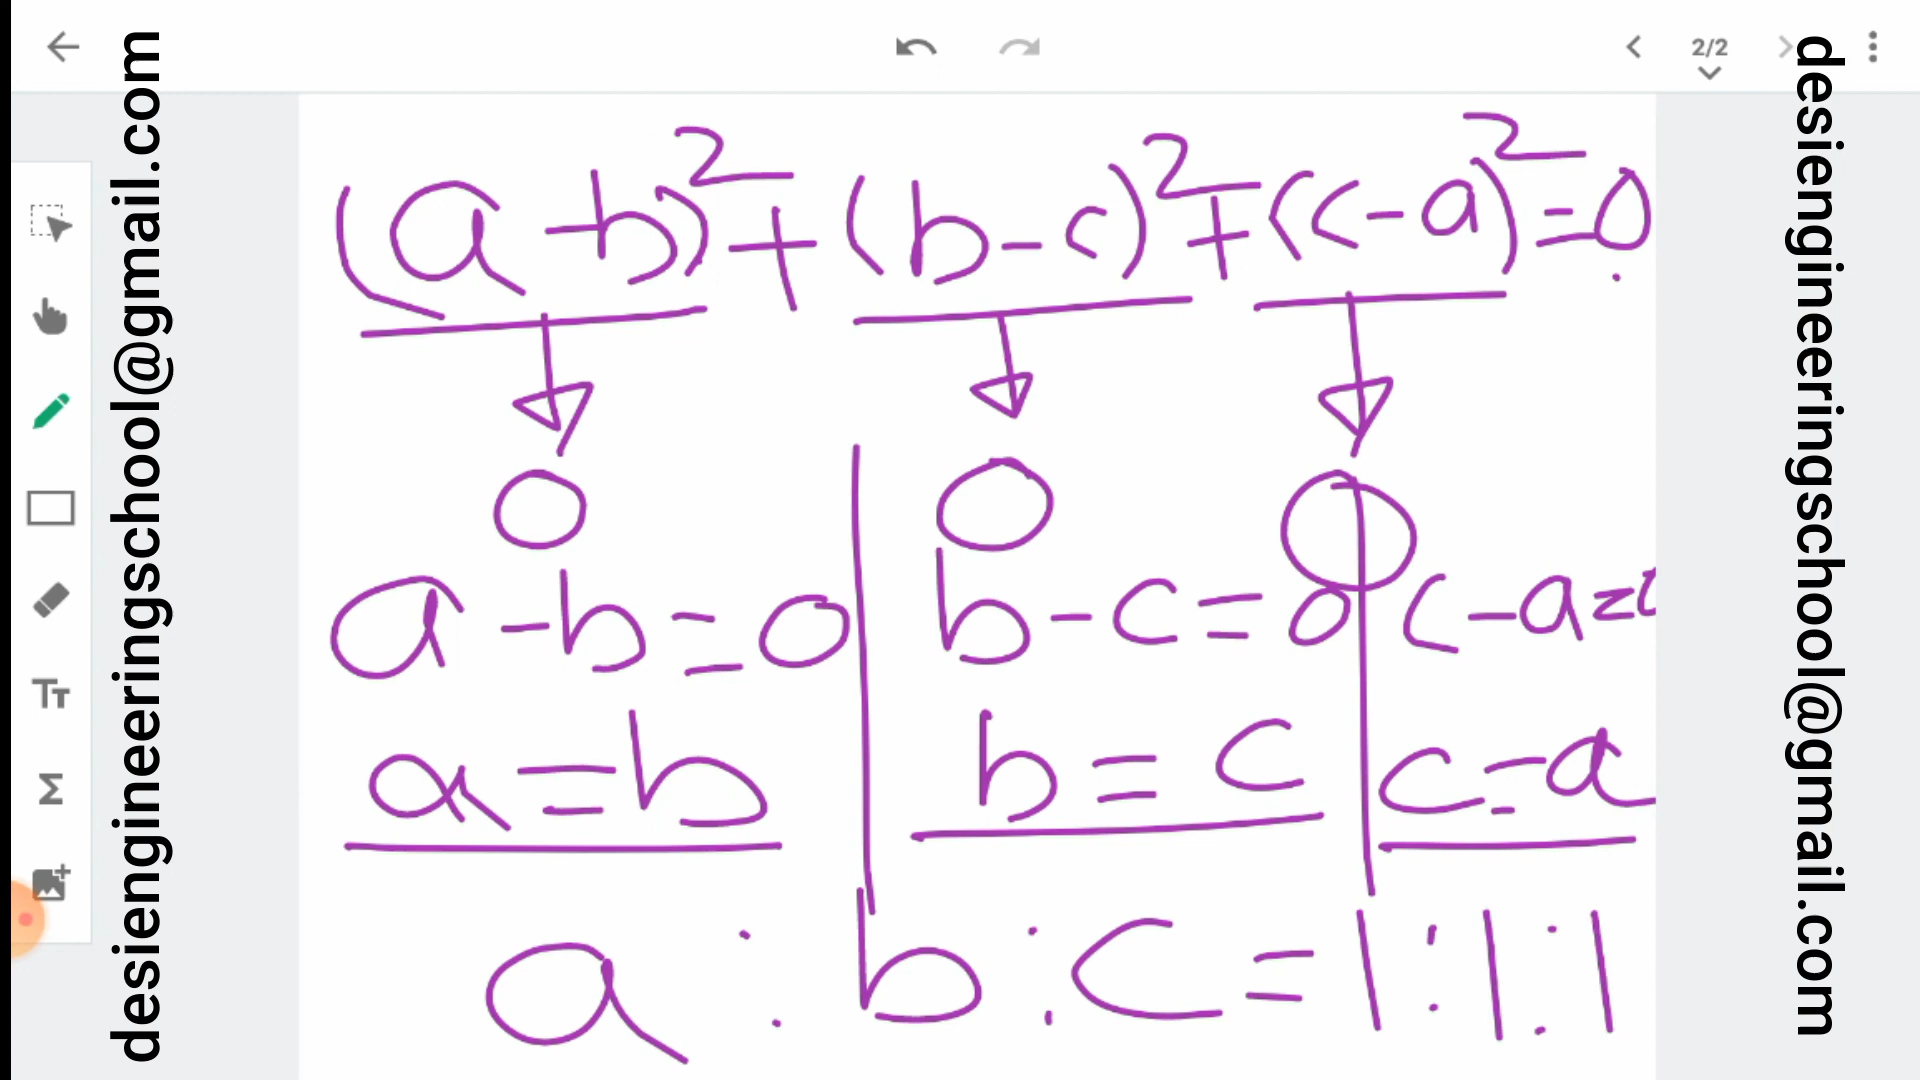 2/2
(a-b)²+(b-c)²+(c-a)²=0
0 0 0
a-b=0 b-c=0 c-a=0
a=b b=c c=a
a:b:c=1:1:1
Tт
Σ
desiengineeringschool@gmail.com
desiengineeringschool@gmail.com